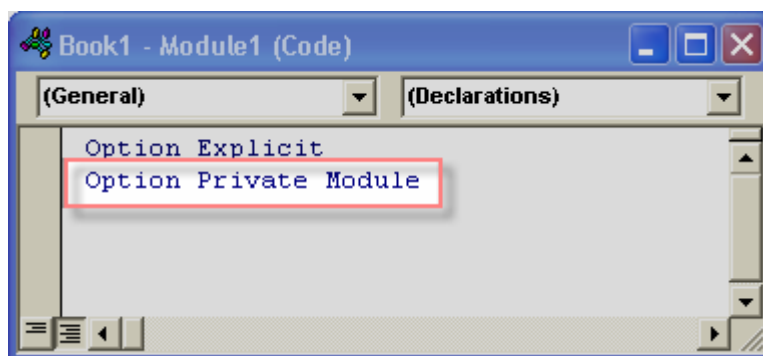 Book1 - Module1 (Code)
(General) (Declarations)
Option Explicit
Option Private Module